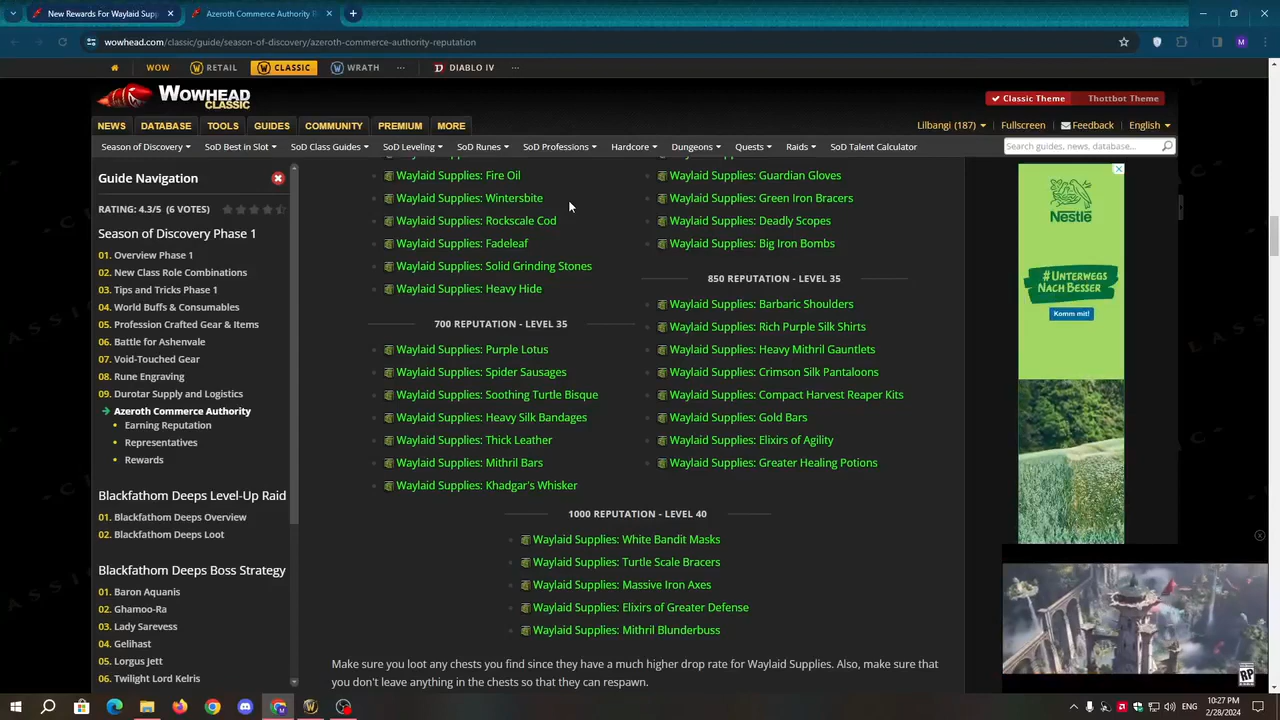 New Rewards For Waylaid Supp
Azeroth Commerce Authority R
wowhead.com/classic/guide/season-of-discovery/azeroth-commerce-authority-reputation
WOW
RETAIL
CLASSIC
WRATH
DIABLO IV
WOWHEAD
CLASSIC
Classic Theme
Thottbot Theme
NEWS
DATABASE
TOOLS
GUIDES
COMMUNITY
PREMIUM
MORE
Lilbangi (187)
Fullscreen
Feedback
English
Season of Discovery
SoD Best in Slot
SoD Class Guides
SoD Leveling
SoD Runes
SoD Professions
Hardcore
Dungeons
Quests
Raids
SoD Talent Calculator
Search guides, news, database...
Guide Navigation
RATING: 4.3/5 (6 VOTES)
Season of Discovery Phase 1
01. Overview Phase 1
02. New Class Role Combinations
03. Tips and Tricks Phase 1
04. World Buffs & Consumables
05. Profession Crafted Gear & Items
06. Battle for Ashenvale
07. Void-Touched Gear
08. Rune Engraving
09. Durotar Supply and Logistics
Azeroth Commerce Authority
Earning Reputation
Representatives
Rewards
Blackfathom Deeps Level-Up Raid
01. Blackfathom Deeps Overview
02. Blackfathom Deeps Loot
Blackfathom Deeps Boss Strategy
01. Baron Aquanis
02. Ghamoo-Ra
03. Lady Sarevess
04. Gelihast
05. Lorgus Jett
06. Twilight Lord Kelris
Waylaid Supplies: Fire Oil
Waylaid Supplies: Wintersbite
Waylaid Supplies: Rockscale Cod
Waylaid Supplies: Fadeleaf
Waylaid Supplies: Solid Grinding Stones
Waylaid Supplies: Heavy Hide
700 REPUTATION - LEVEL 35
Waylaid Supplies: Purple Lotus
Waylaid Supplies: Spider Sausages
Waylaid Supplies: Soothing Turtle Bisque
Waylaid Supplies: Heavy Silk Bandages
Waylaid Supplies: Thick Leather
Waylaid Supplies: Mithril Bars
Waylaid Supplies: Khadgar's Whisker
Waylaid Supplies: Guardian Gloves
Waylaid Supplies: Green Iron Bracers
Waylaid Supplies: Deadly Scopes
Waylaid Supplies: Big Iron Bombs
850 REPUTATION - LEVEL 35
Waylaid Supplies: Barbaric Shoulders
Waylaid Supplies: Rich Purple Silk Shirts
Waylaid Supplies: Heavy Mithril Gauntlets
Waylaid Supplies: Crimson Silk Pantaloons
Waylaid Supplies: Compact Harvest Reaper Kits
Waylaid Supplies: Gold Bars
Waylaid Supplies: Elixirs of Agility
Waylaid Supplies: Greater Healing Potions
1000 REPUTATION - LEVEL 40
Waylaid Supplies: White Bandit Masks
Waylaid Supplies: Turtle Scale Bracers
Waylaid Supplies: Massive Iron Axes
Waylaid Supplies: Elixirs of Greater Defense
Waylaid Supplies: Mithril Blunderbuss
Make sure you loot any chests you find since they have a much higher drop rate for Waylaid Supplies. Also, make sure that
you don't leave anything in the chests so that they can respawn.
Nestlé
#UNTERWEGS
NACH BESSER
Komm mit!
RP
10:27 PM
2/28/2024